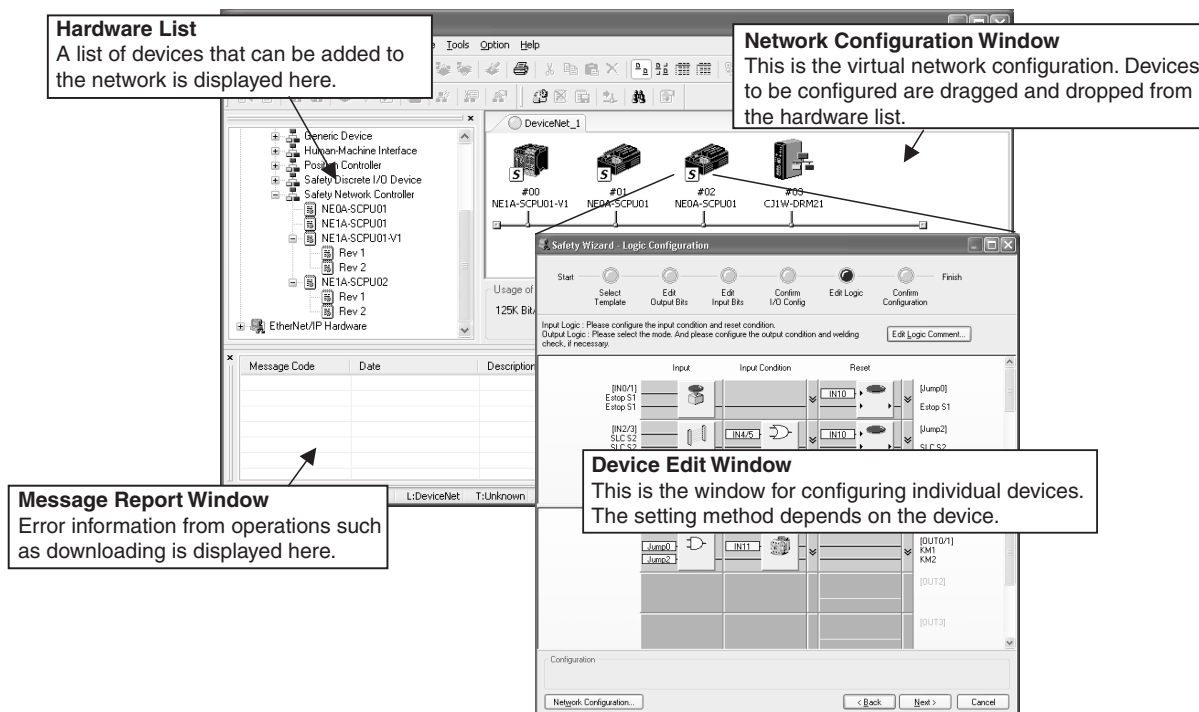 Hardware List
A list of devices that can be added to
the network is displayed here.
Tools Option Help
Network Configuration Window
This is the virtual network configuration. Devices
to be configured are dragged and dropped from
the hardware list.
Generic Device
Human-Machine Interface
Position Controller
Safety Discrete I/O Device
Safety Network Controller
NE0A-SCPU01
NE1A-SCPU01
NE1A-SCPU01-V1
Rev 1
Rev 2
NE1A-SCPU02
Rev 1
Rev 2
EtherNet/IP Hardware
DeviceNet_1
S S S
#00 #01 #02 #03
NE1A-SCPU01-V1 NE0A-SCPU01 NE0A-SCPU01 CJ1W-DRM21
Usage of
125K Bit/
Message Code Date Description
Message Report Window
Error information from operations such
as downloading is displayed here.
L:DeviceNet T:Unknown
Safety Wizard - Logic Configuration
Start Select Template Edit Output Bits Edit Input Bits Confirm I/O Config Edit Logic Confirm Configuration Finish
Input Logic : Please configure the input condition and reset condition.
Output Logic : Please select the mode. And please configure the output condition and welding
check, if necessary.
Edit Logic Comment...
Input Input Condition Reset
[IN0/1] IN10 [Jump0]
Estop S1
Estop S1 Estop S1
[IN2/3] IN4/5 IN10 [Jump2]
SLC S2
SLC S2 SLC S2
Device Edit Window
This is the window for configuring individual devices.
The setting method depends on the device.
Jump0 IN11 [OUT0/1]
KM1
Jump2 KM2
[OUT2]
[OUT3]
Configuration
Network Configuration... < Back Next > Cancel